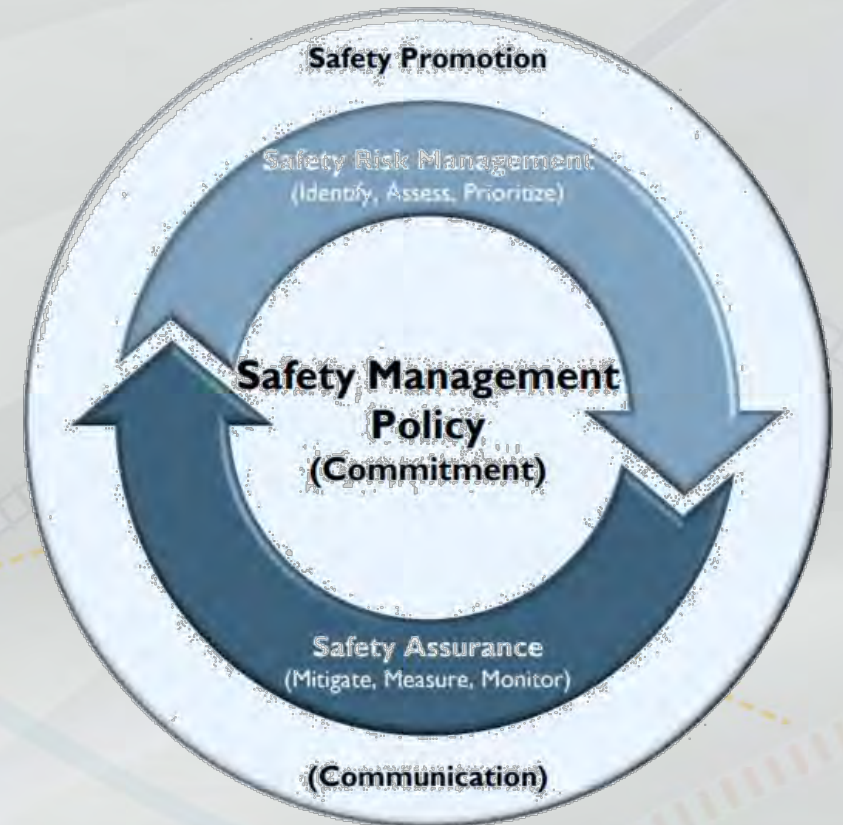 Safety Promotion
Safety Risk Management
(Identify, Assess, Prioritize)
Safety Management
Policy
(Commitment)
Safety Assurance
(Mitigate, Measure, Monitor)
(Communication)